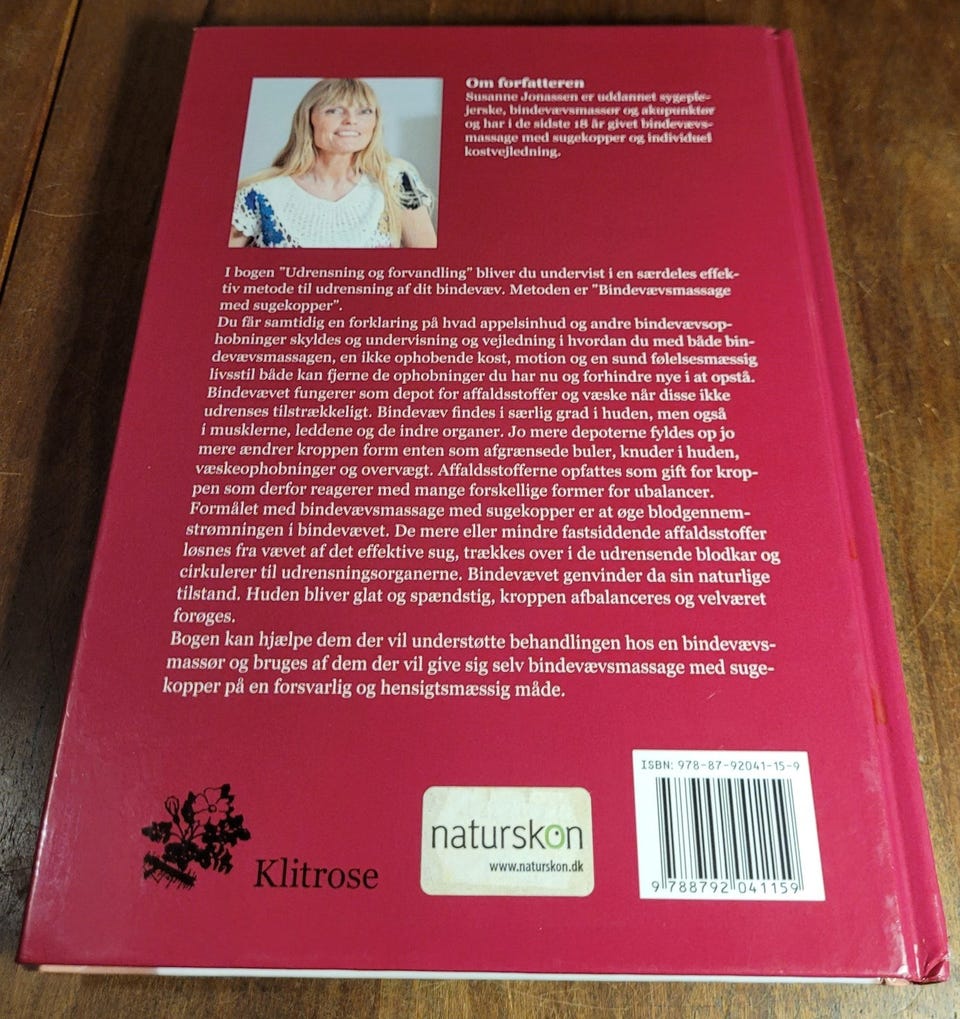 Om forfatteren
Susanne Jonassen er uddannet sygeple-
jerske, bindevævsmassør og akupunktør
og har i de sidste 18 år givet bindevævs-
massage med sugekopper og individuel
kostvejledning.
I bogen "Udrensning og forvandling" bliver du undervist i en særdeles effek-
tiv metode til udrensning af dit bindevæv. Metoden er "Bindevævsmassage
med sugekopper".
Du får samtidig en forklaring på hvad appelsinhud og andre bindevævsop-
hobninger skyldes og undervisning og vejledning i hvordan du med både bin-
devævsmassagen, en ikke ophobende kost, motion og en sund følelsesmæssig
livsstil både kan fjerne de ophobninger du har nu og forhindre nye i at opstå.
Bindevævet fungerer som depot for affaldsstoffer og væske når disse ikke
udrenses tilstrækkeligt. Bindevæv findes i særlig grad i huden, men også
i musklerne, leddene og de indre organer. Jo mere depoterne fyldes op jo
mere ændrer kroppen form enten som afgrænsede buler, knuder i huden,
væskeophobninger og overvægt. Affaldsstofferne opfattes som gift for krop-
pen som derfor reagerer med mange forskellige former for ubalancer.
Formålet med bindevævsmassage med sugekopper er at øge blodgennem-
strømningen i bindevævet. De mere eller mindre fastsiddende affaldsstoffer
løsnes fra vævet af det effektive sug, trækkes over i de udrensende blodkar og
cirkulerer til udrensningsorganerne. Bindevævet genvinder da sin naturlige
tilstand. Huden bliver glat og spændstig, kroppen afbalanceres og velværet
forøges.
Bogen kan hjælpe dem der vil understøtte behandlingen hos en bindevævs-
massør og bruges af dem der vil give sig selv bindevævsmassage med suge-
kopper på en forsvarlig og hensigtsmæssig måde.
Klitrose
naturskøn
www.naturskon.dk
ISBN: 978-87-92041-15-9
9 788792 041159